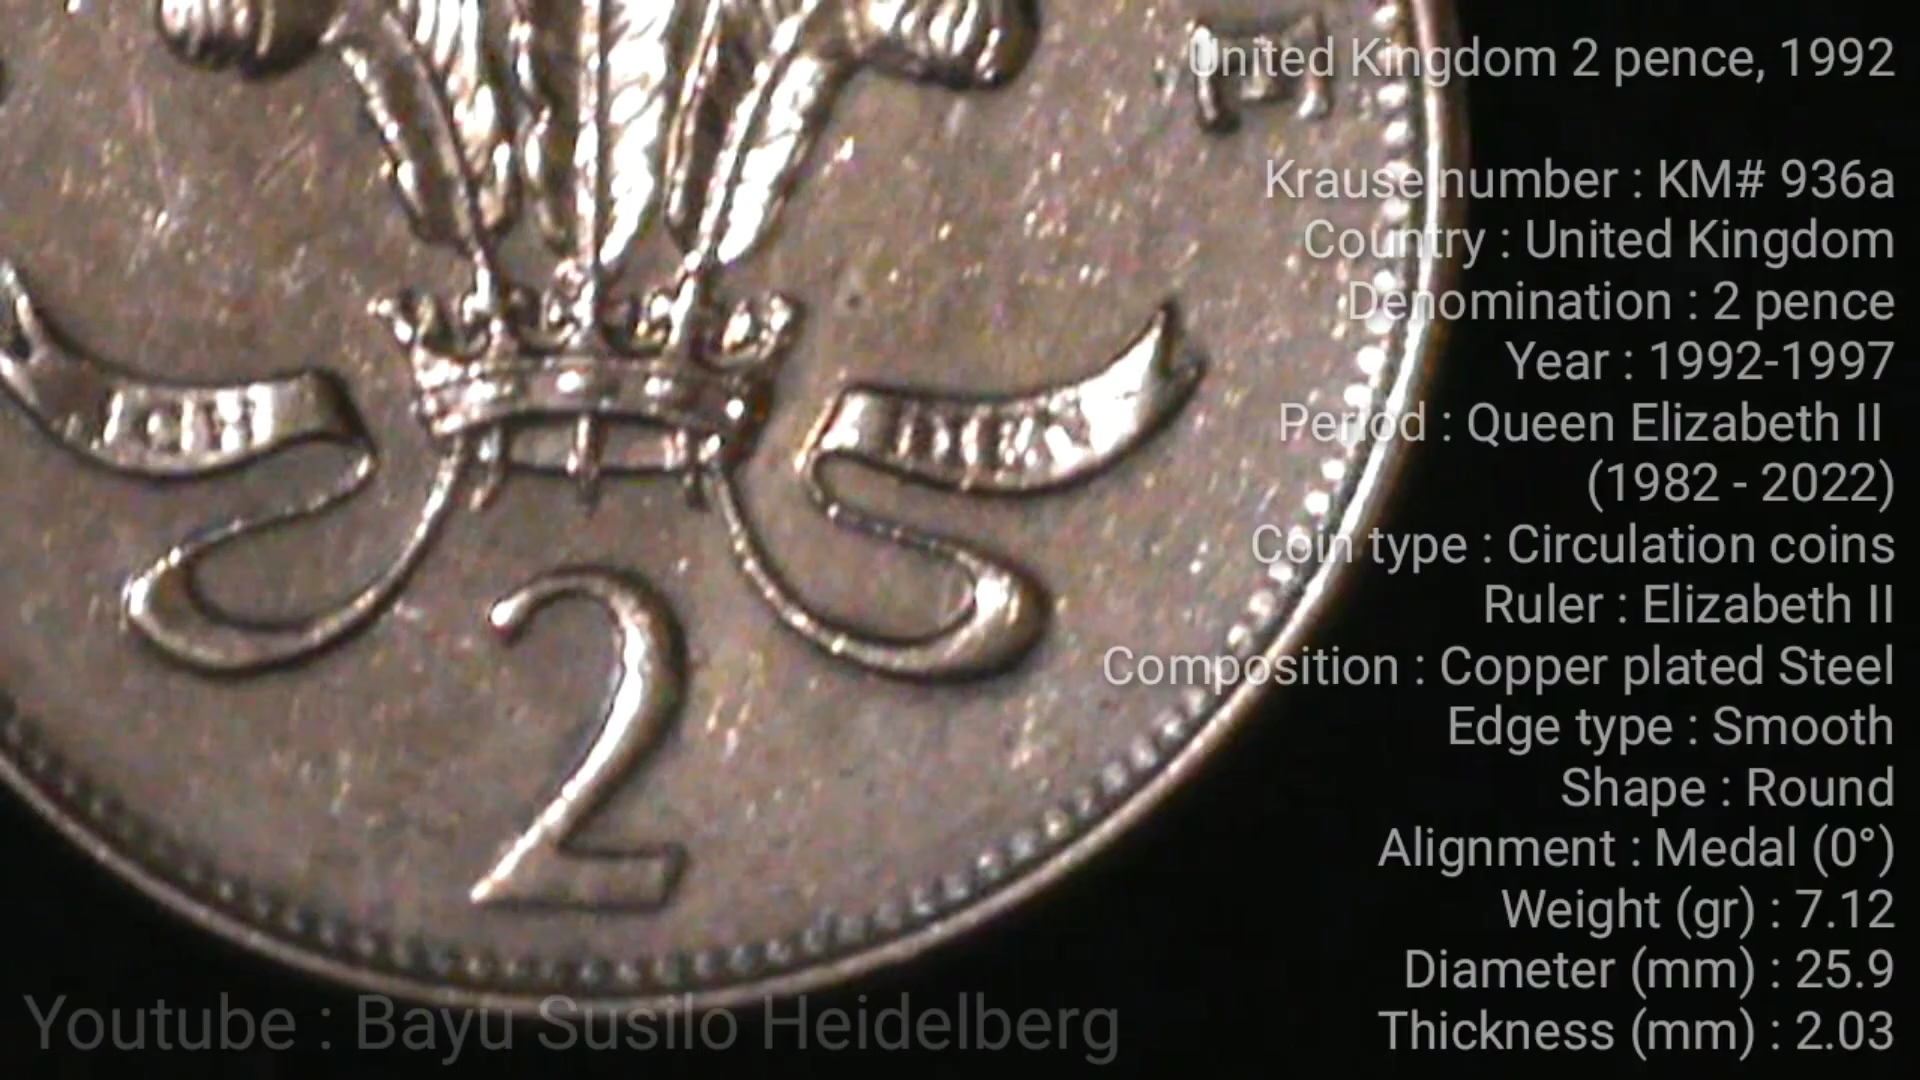 United Kingdom 2 pence, 1992
Krause number : KM# 936a
Country : United Kingdom
Denomination : 2 pence
Year : 1992-1997
Period : Queen Elizabeth II
(1982 - 2022)
Coin type : Circulation coins
Ruler : Elizabeth II
Composition : Copper plated Steel
Edge type : Smooth
Shape : Round
Alignment : Medal (0°)
Weight (gr) : 7.12
Diameter (mm) : 25.9
Thickness (mm) : 2.03
E
ICH
DIEN
2
Youtube : Bayu Susilo Heidelberg